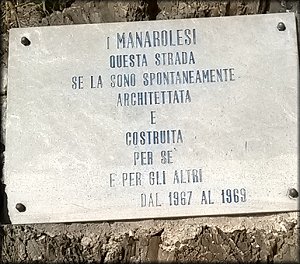 I MANAROLESI
QUESTA STRADA
SE LA SONO SPONTANEAMENTE
ARCHITETTATA
E
COSTRUITA
PER SE'
E PER GLI ALTRI
DAL 1967 AL 1969